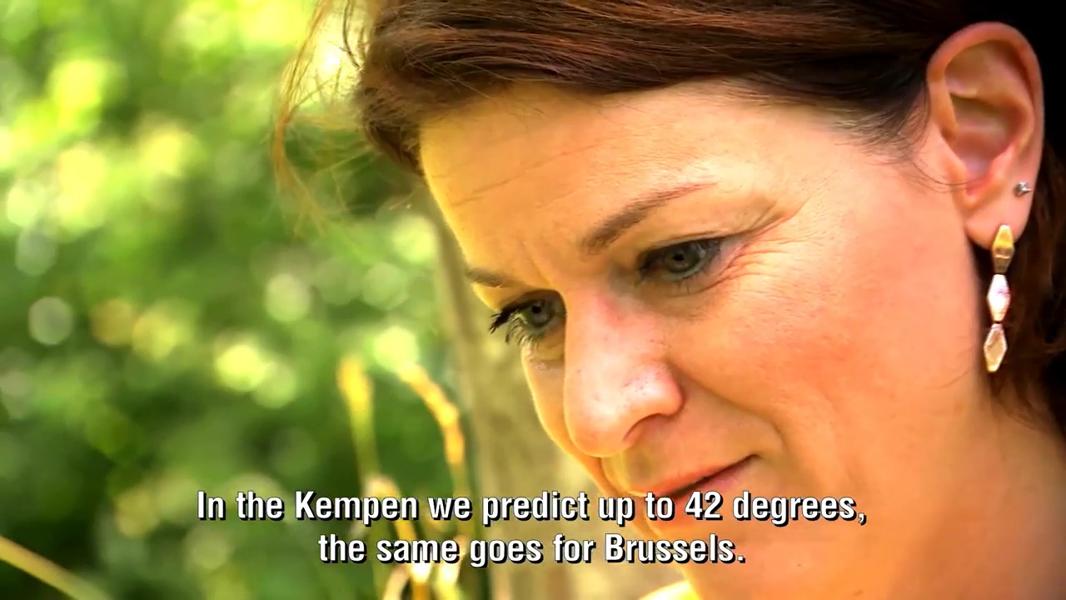 In the Kempen we predict up to 42 degrees,
the same goes for Brussels.